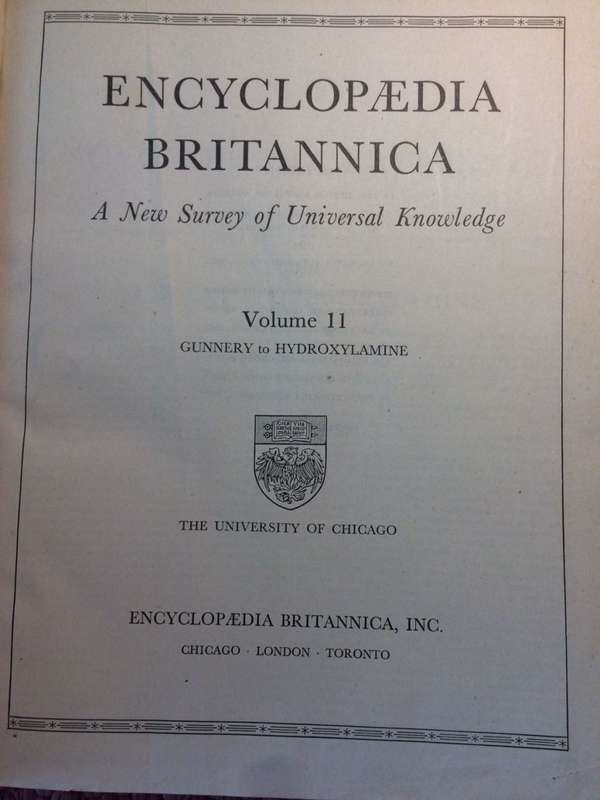 ENCYCLOPÆDIA
BRITANNICA
A New Survey of Universal Knowledge
Volume 11
GUNNERY to HYDROXYLAMINE
THE UNIVERSITY OF CHICAGO
ENCYCLOPÆDIA BRITANNICA, INC.
CHICAGO · LONDON · TORONTO